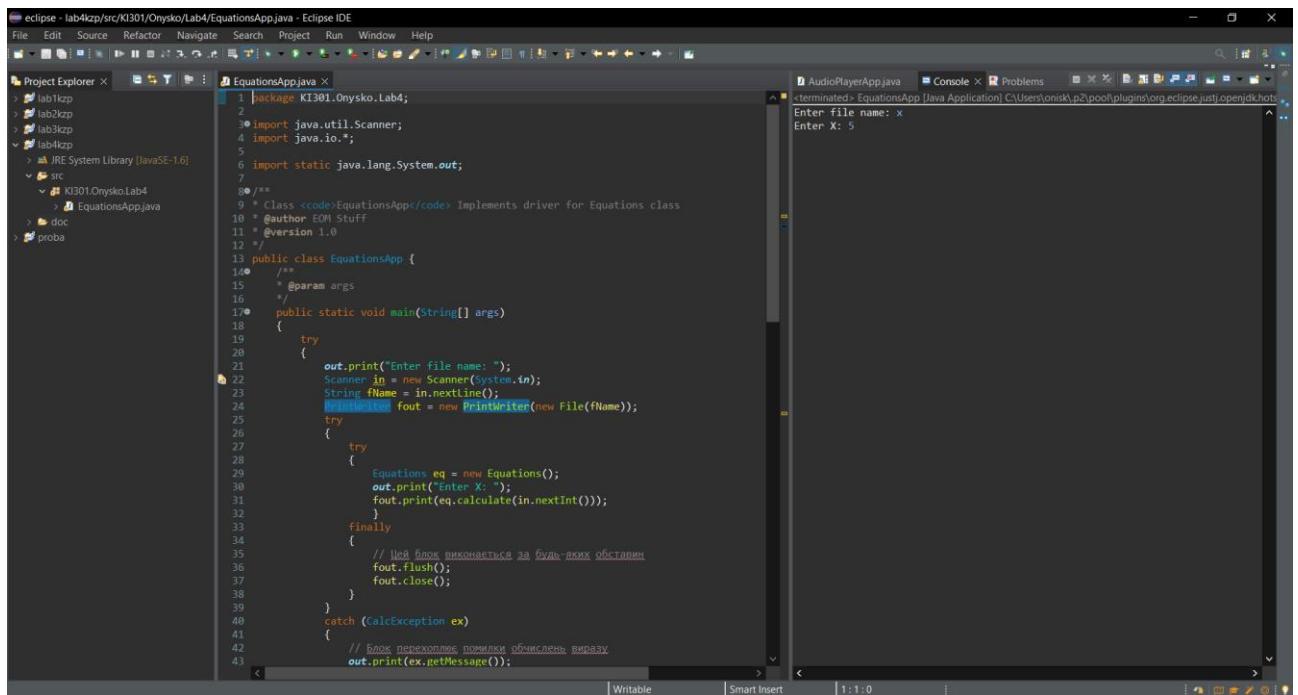 eclipse - lab4kzp/src/KI301/Onysko/Lab4/EquationsApp.java - Eclipse IDE
File Edit Source Refactor Navigate Search Project Run Window Help
Project Explorer
lab1kzp
lab2kzp
lab3kzp
lab4kzp
JRE System Library [JavaSE-1.6]
src
KI301.Onysko.Lab4
EquationsApp.java
doc
proba
EquationsApp.java
1 package KI301.Onysko.Lab4;
2
3 import java.util.Scanner;
4 import java.io.*;
5
6 import static java.lang.System.out;
7
8 /**
9 * Class <code>EquationsApp</code> Implements driver for Equations class
10 * @author EOM Stuff
11 * @version 1.0
12 */
13 public class EquationsApp {
14 /**
15 * @param args
16 */
17 public static void main(String[] args)
18 {
19 try
20 {
21 out.print("Enter file name: ");
22 Scanner in = new Scanner(System.in);
23 String fName = in.nextLine();
24 PrintWriter fout = new PrintWriter(new File(fName));
25 try
26 {
27 try
28 {
29 Equations eq = new Equations();
30 out.print("Enter X: ");
31 fout.print(eq.calculate(in.nextInt()));
32 }
33 finally
34 {
35 // Цей блок виконається за будь-яких обставин
36 fout.flush();
37 fout.close();
38 }
39 }
40 catch (CalcException ex)
41 {
42 // Блок перехоплює помилки обчислень виразу
43 out.print(ex.getMessage());
AudioPlayerApp.java Console Problems
<terminated> EquationsApp [Java Application] C:\Users\onisk\.p2\pool\plugins\org.eclipse.justj.openjdk.hots
Enter file name: x
Enter X: 5
Writable Smart Insert 1:1:0